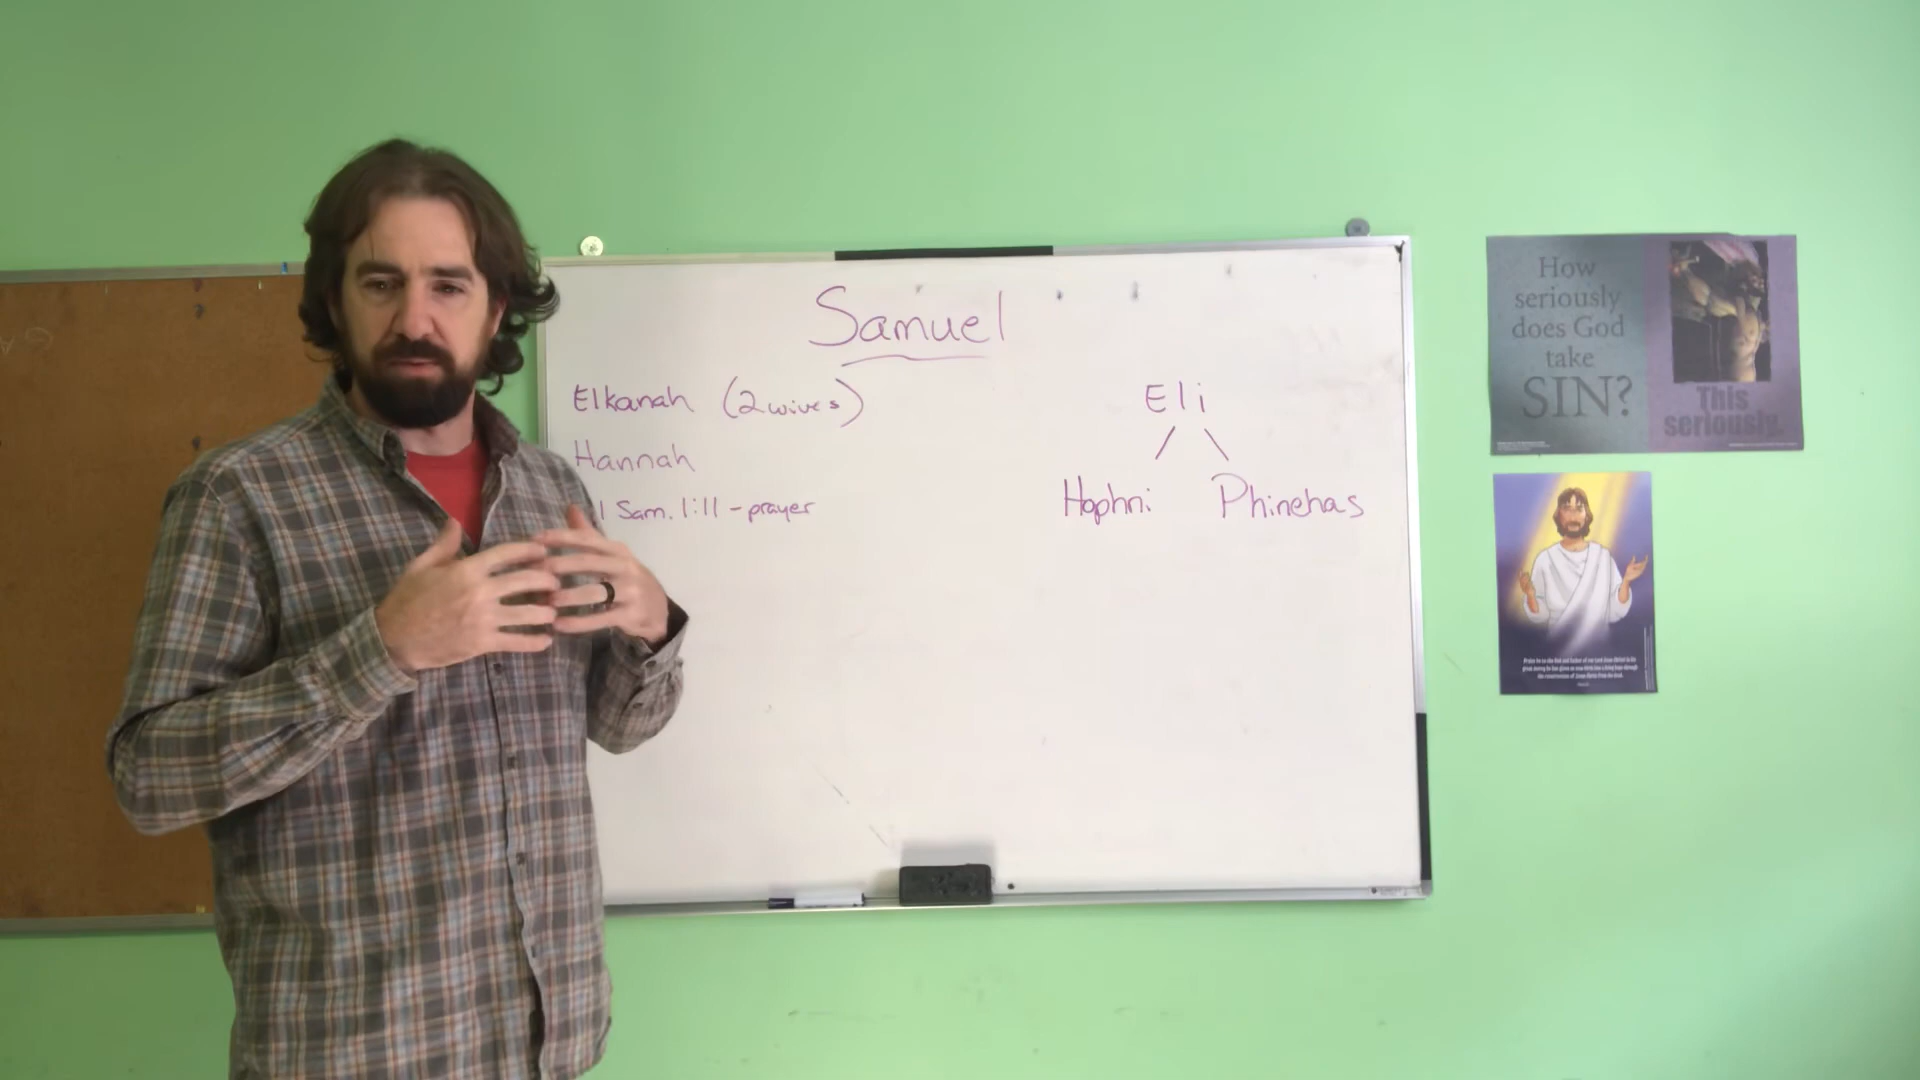 Samuel
Elkanah (2 wives)
Hannah
1 Sam. 1:11 - prayer
Eli
Hophni Phinehas
How
seriously
does God
take
SIN?
This
seriously.